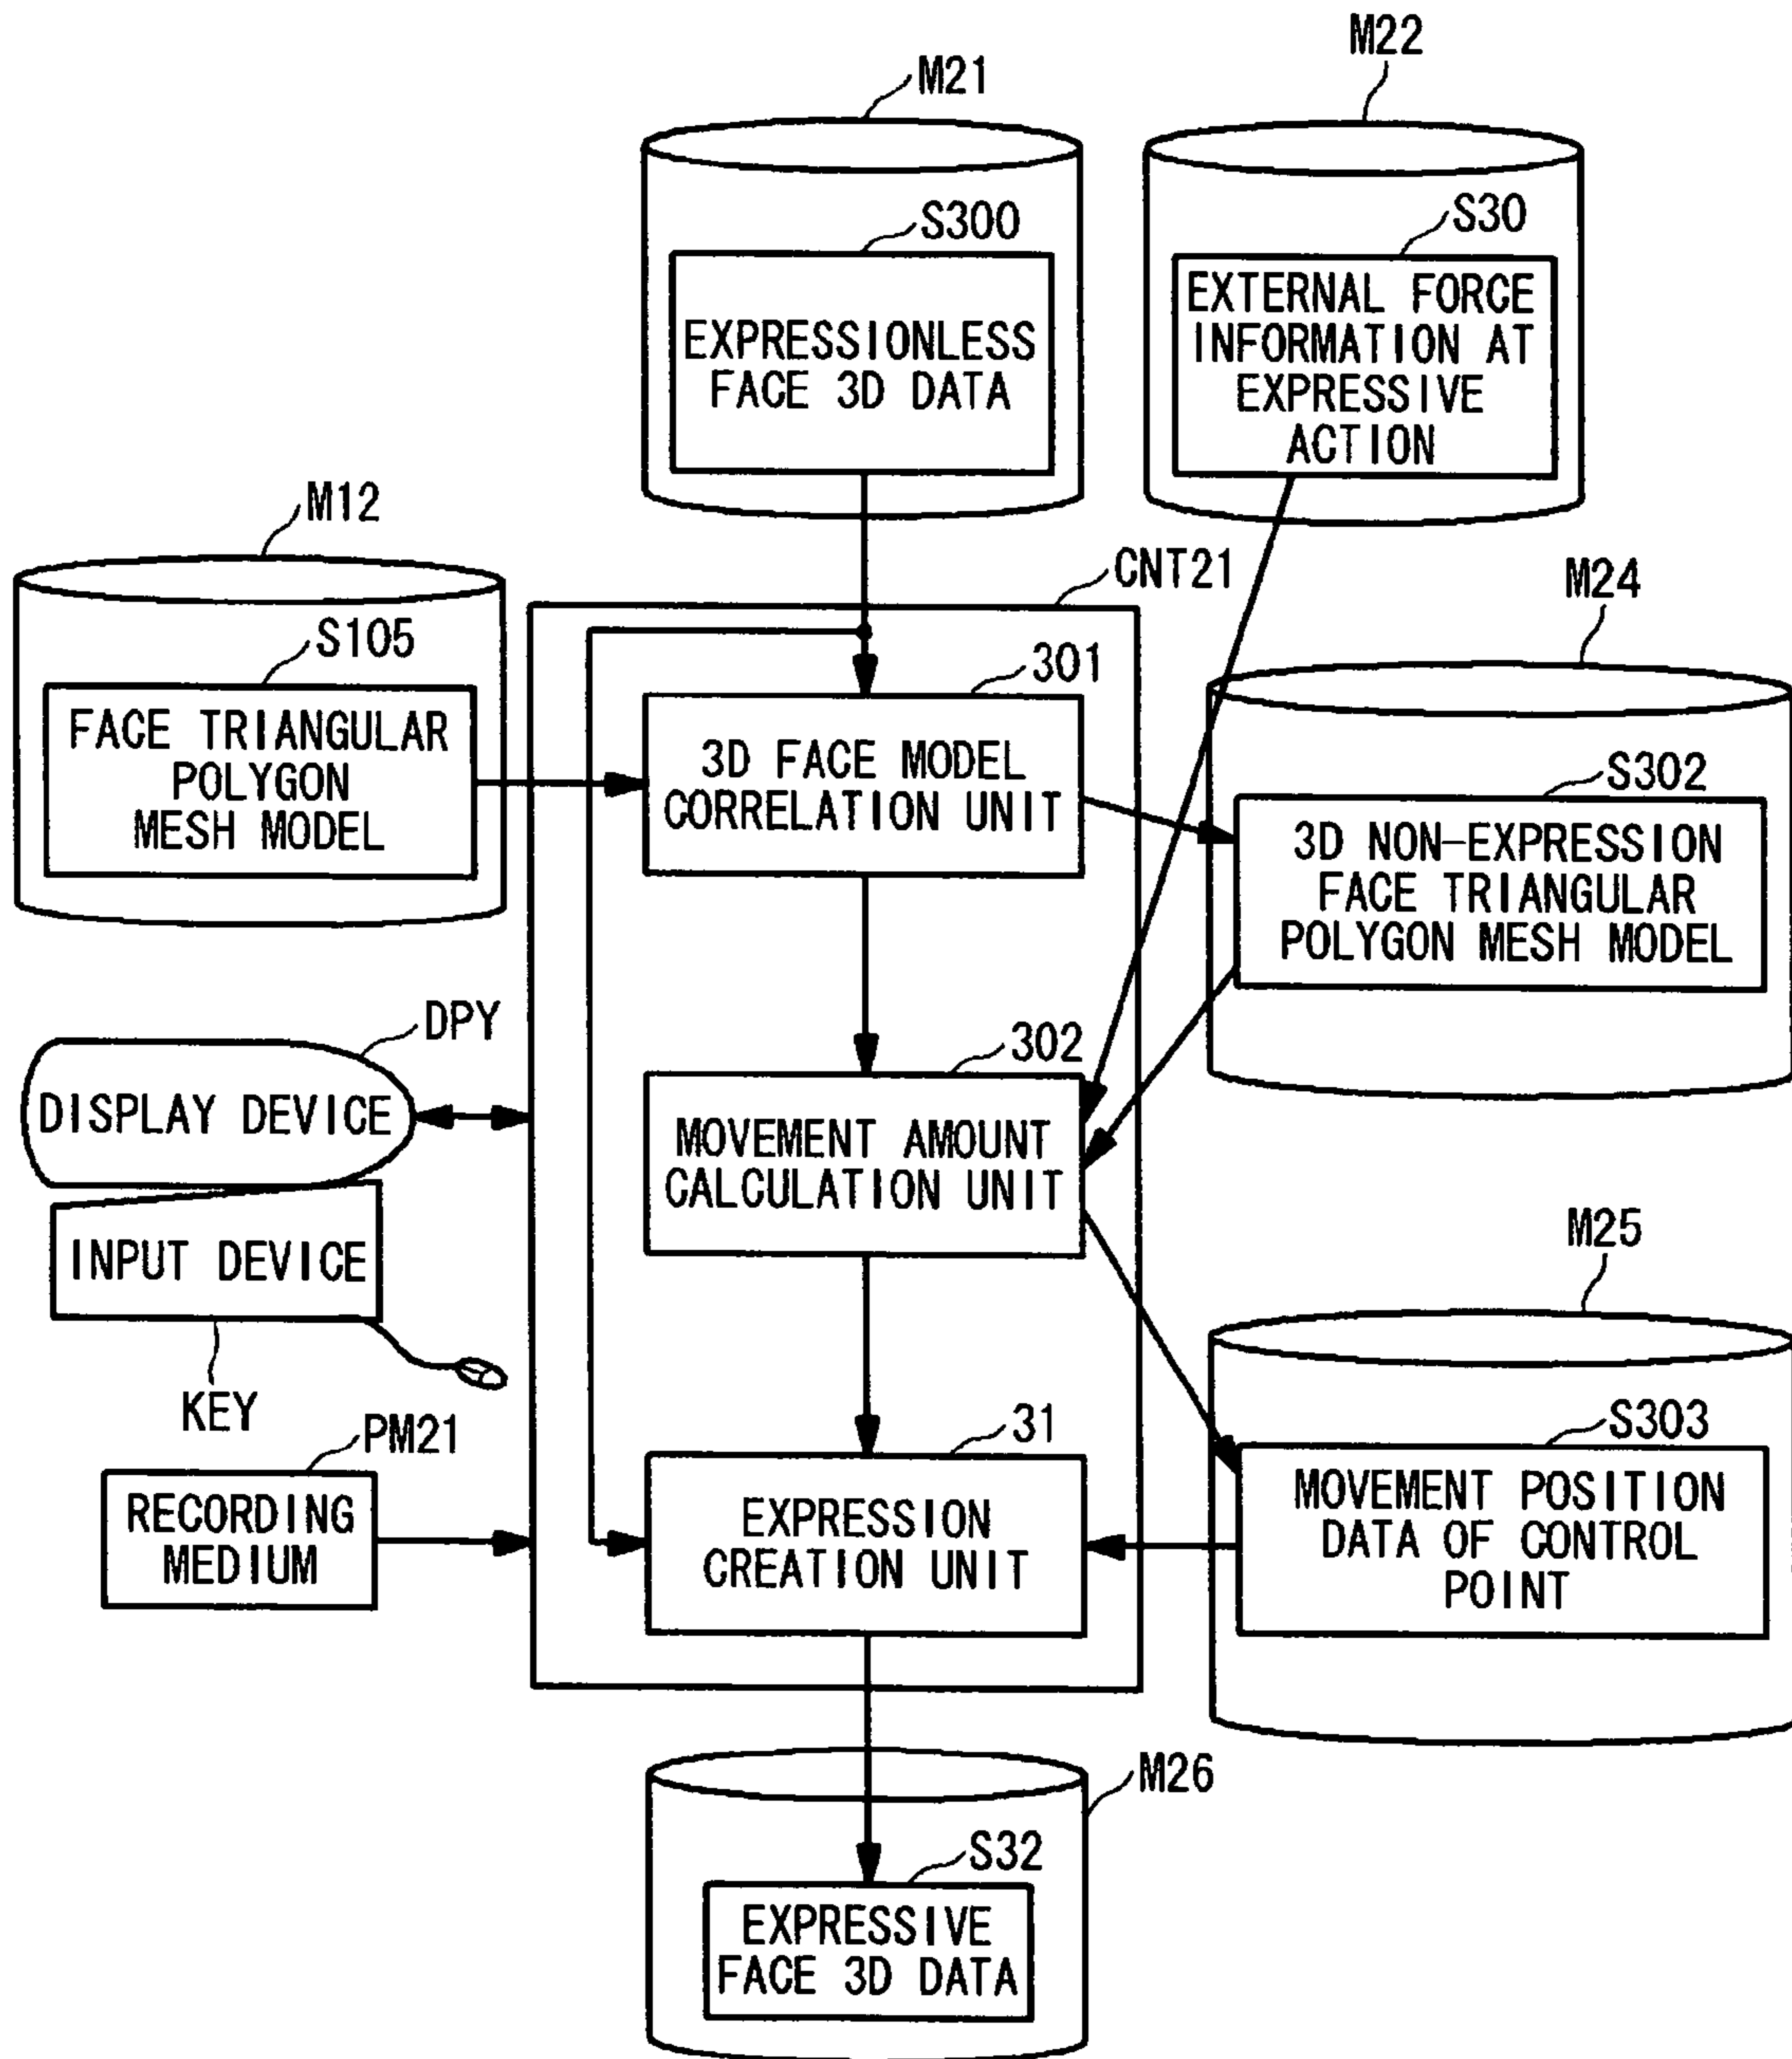 M21
M22
S300
S30
EXPRESSIONLESS
FACE 3D DATA
EXTERNAL FORCE
INFORMATION AT
EXPRESSIVE
ACTION
M12
CNT21
M24
S105
301
FACE TRIANGULAR
POLYGON
MESH MODEL
3D FACE MODEL
CORRELATION UNIT
S302
3D NON-EXPRESSION
FACE TRIANGULAR
POLYGON MESH MODEL
DPY
302
DISPLAY DEVICE
MOVEMENT AMOUNT
CALCULATION UNIT
INPUT DEVICE
M25
KEY
PM21
31
S303
RECORDING
MEDIUM
EXPRESSION
CREATION UNIT
MOVEMENT POSITION
DATA OF CONTROL
POINT
M26
S32
EXPRESSIVE
FACE 3D DATA